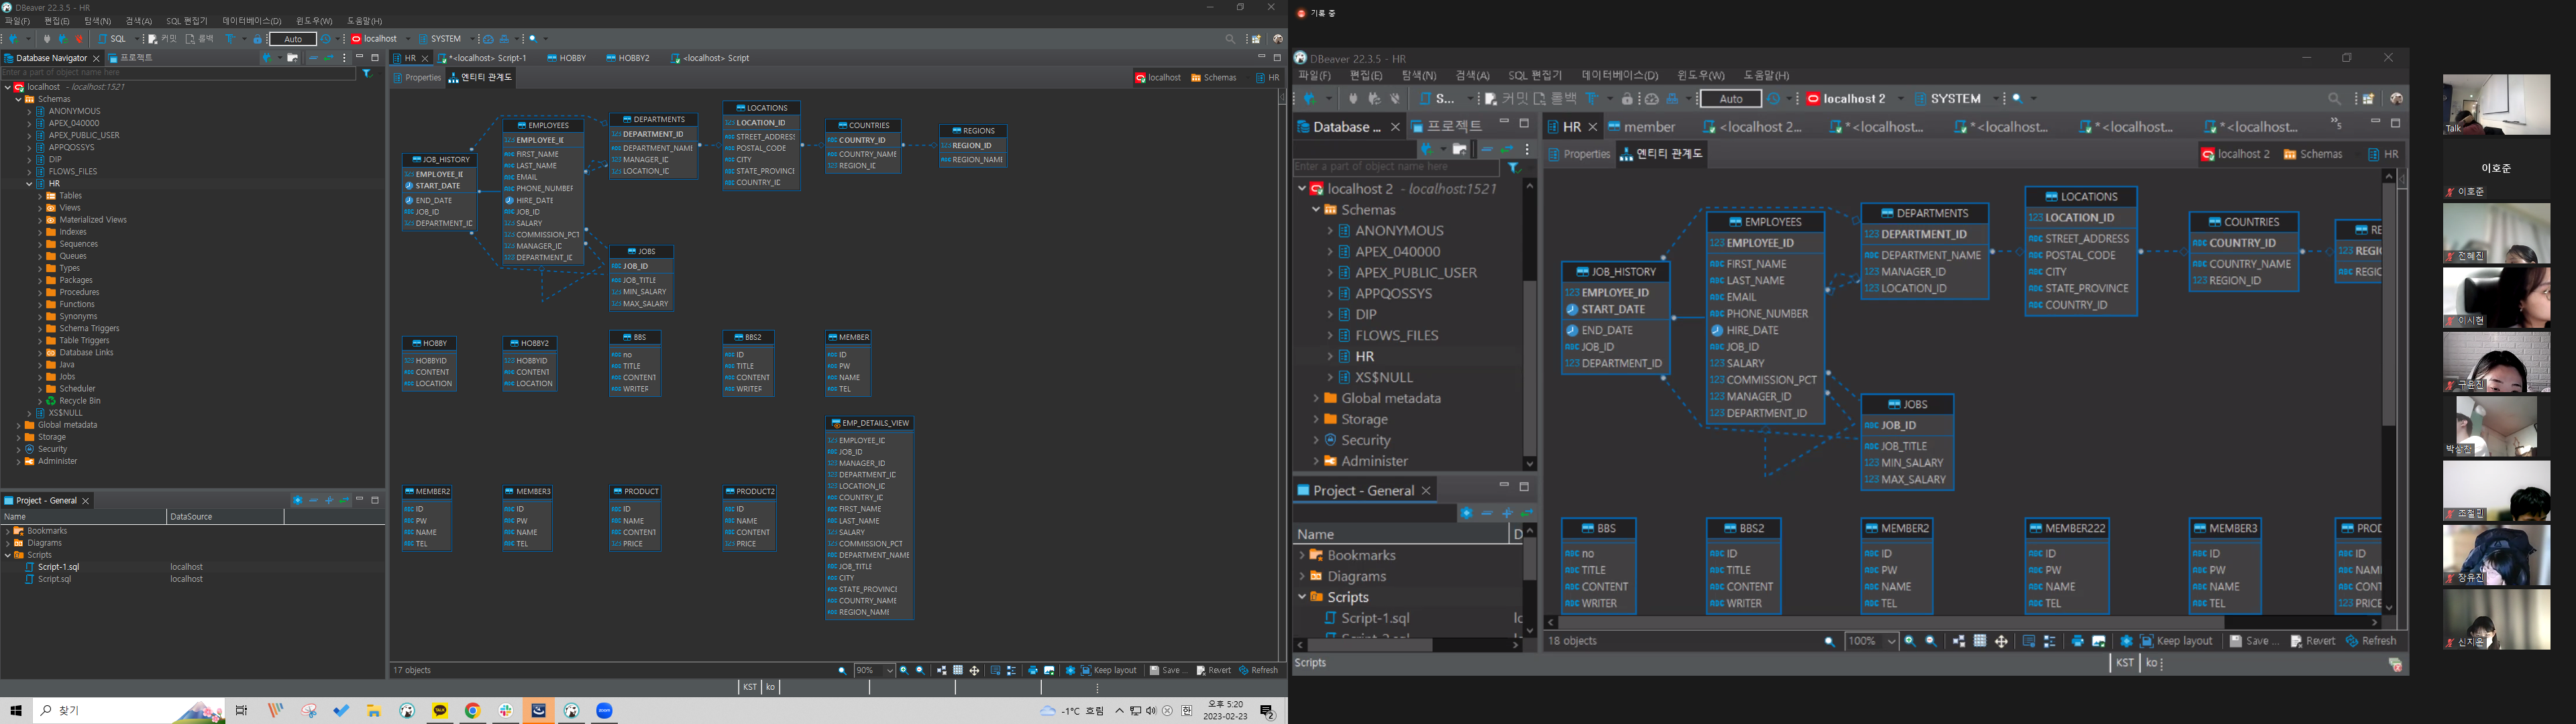 DBeaver 22.3.5 - HR
파일(F) 편집(E) 탐색(N) 검색(A) SQL 편집기 데이터베이스(D) 윈도우(W) 도움말(H)
SQL 커밋 롤백 Auto localhost SYSTEM
Database Navigator 프로젝트
Enter a part of object name here
localhost - localhost:1521
Schemas
ANONYMOUS
APEX_040000
APEX_PUBLIC_USER
APPQOSSYS
DIP
FLOWS_FILES
HR
Tables
Views
Materialized Views
Indexes
Sequences
Queues
Types
Packages
Procedures
Functions
Synonyms
Schema Triggers
Table Triggers
Database Links
Java
Jobs
Scheduler
Recycle Bin
XS$NULL
Global metadata
Storage
Security
Administer
Project - General
Name DataSource
Bookmarks
Diagrams
Scripts
Script-1.sql localhost
Script.sql localhost
HR *<localhost> Script-1 HOBBY HOBBY2 <localhost> Script
Properties 엔티티 관계도 localhost Schemas HR
JOB_HISTORY
EMPLOYEE_ID
START_DATE
END_DATE
JOB_ID
DEPARTMENT_ID
EMPLOYEES
EMPLOYEE_ID
FIRST_NAME
LAST_NAME
EMAIL
PHONE_NUMBER
HIRE_DATE
JOB_ID
SALARY
COMMISSION_PCT
MANAGER_ID
DEPARTMENT_ID
DEPARTMENTS
DEPARTMENT_ID
DEPARTMENT_NAME
MANAGER_ID
LOCATION_ID
LOCATIONS
LOCATION_ID
STREET_ADDRESS
POSTAL_CODE
CITY
STATE_PROVINCE
COUNTRY_ID
COUNTRIES
COUNTRY_ID
COUNTRY_NAME
REGION_ID
REGIONS
REGION_ID
REGION_NAME
JOBS
JOB_ID
JOB_TITLE
MIN_SALARY
MAX_SALARY
HOBBY
HOBBYID
CONTENT
LOCATION
HOBBY2
HOBBYID
CONTENT
LOCATION
BBS
no
TITLE
CONTENT
WRITER
BBS2
ID
TITLE
CONTENT
WRITER
MEMBER
ID
PW
NAME
TEL
EMP_DETAILS_VIEW
EMPLOYEE_ID
JOB_ID
MANAGER_ID
DEPARTMENT_ID
LOCATION_ID
COUNTRY_ID
FIRST_NAME
LAST_NAME
SALARY
COMMISSION_PCT
DEPARTMENT_NAME
JOB_TITLE
CITY
STATE_PROVINCE
COUNTRY_NAME
REGION_NAME
MEMBER2
ID
PW
NAME
TEL
MEMBER3
ID
PW
NAME
TEL
PRODUCT
ID
NAME
CONTENT
PRICE
PRODUCT2
ID
NAME
CONTENT
PRICE
17 objects 90% Keep layout Save ... Revert Refresh
KST ko
찾기
-1°C 흐림 한 오후 5:20
2023-02-23
2
기록 중
DBeaver 22.3.5 - HR
파일(F) 편집(E) 탐색(N) 검색(A) SQL 편집기 데이터베이스(D) 윈도우(W) 도움말(H)
S... 커밋 롤백 Auto localhost 2 SYSTEM
Database ... 프로젝트
Enter a part of object name here
localhost 2 - localhost:1521
Schemas
ANONYMOUS
APEX_040000
APEX_PUBLIC_USER
APPQOSSYS
DIP
FLOWS_FILES
HR
XS$NULL
Global metadata
Storage
Security
Administer
Project - General
Name D
Bookmarks
Diagrams
Scripts
Script-1.sql lc
Script-2.sql
HR member <localhost 2... *<localhost... *<localhost... *<localhost... *<localhost... »5
Properties 엔티티 관계도 localhost 2 Schemas HR
JOB_HISTORY
EMPLOYEE_ID
START_DATE
END_DATE
JOB_ID
DEPARTMENT_ID
EMPLOYEES
EMPLOYEE_ID
FIRST_NAME
LAST_NAME
EMAIL
PHONE_NUMBER
HIRE_DATE
JOB_ID
SALARY
COMMISSION_PCT
MANAGER_ID
DEPARTMENT_ID
DEPARTMENTS
DEPARTMENT_ID
DEPARTMENT_NAME
MANAGER_ID
LOCATION_ID
LOCATIONS
LOCATION_ID
STREET_ADDRESS
POSTAL_CODE
CITY
STATE_PROVINCE
COUNTRY_ID
COUNTRIES
COUNTRY_ID
COUNTRY_NAME
REGION_ID
RE
REGIO
REGIO
JOBS
JOB_ID
JOB_TITLE
MIN_SALARY
MAX_SALARY
BBS
no
TITLE
CONTENT
WRITER
BBS2
ID
TITLE
CONTENT
WRITER
MEMBER2
ID
PW
NAME
TEL
MEMBER222
ID
PW
NAME
TEL
MEMBER3
ID
PW
NAME
TEL
PROD
ID
NAM
CONT
PRICE
18 objects 100% Keep layout Save ... Revert Refresh
Scripts KST ko
Talk
이호준
이호준
전혜진
이시현
구윤진
박성진
조철민
장유진
신지은